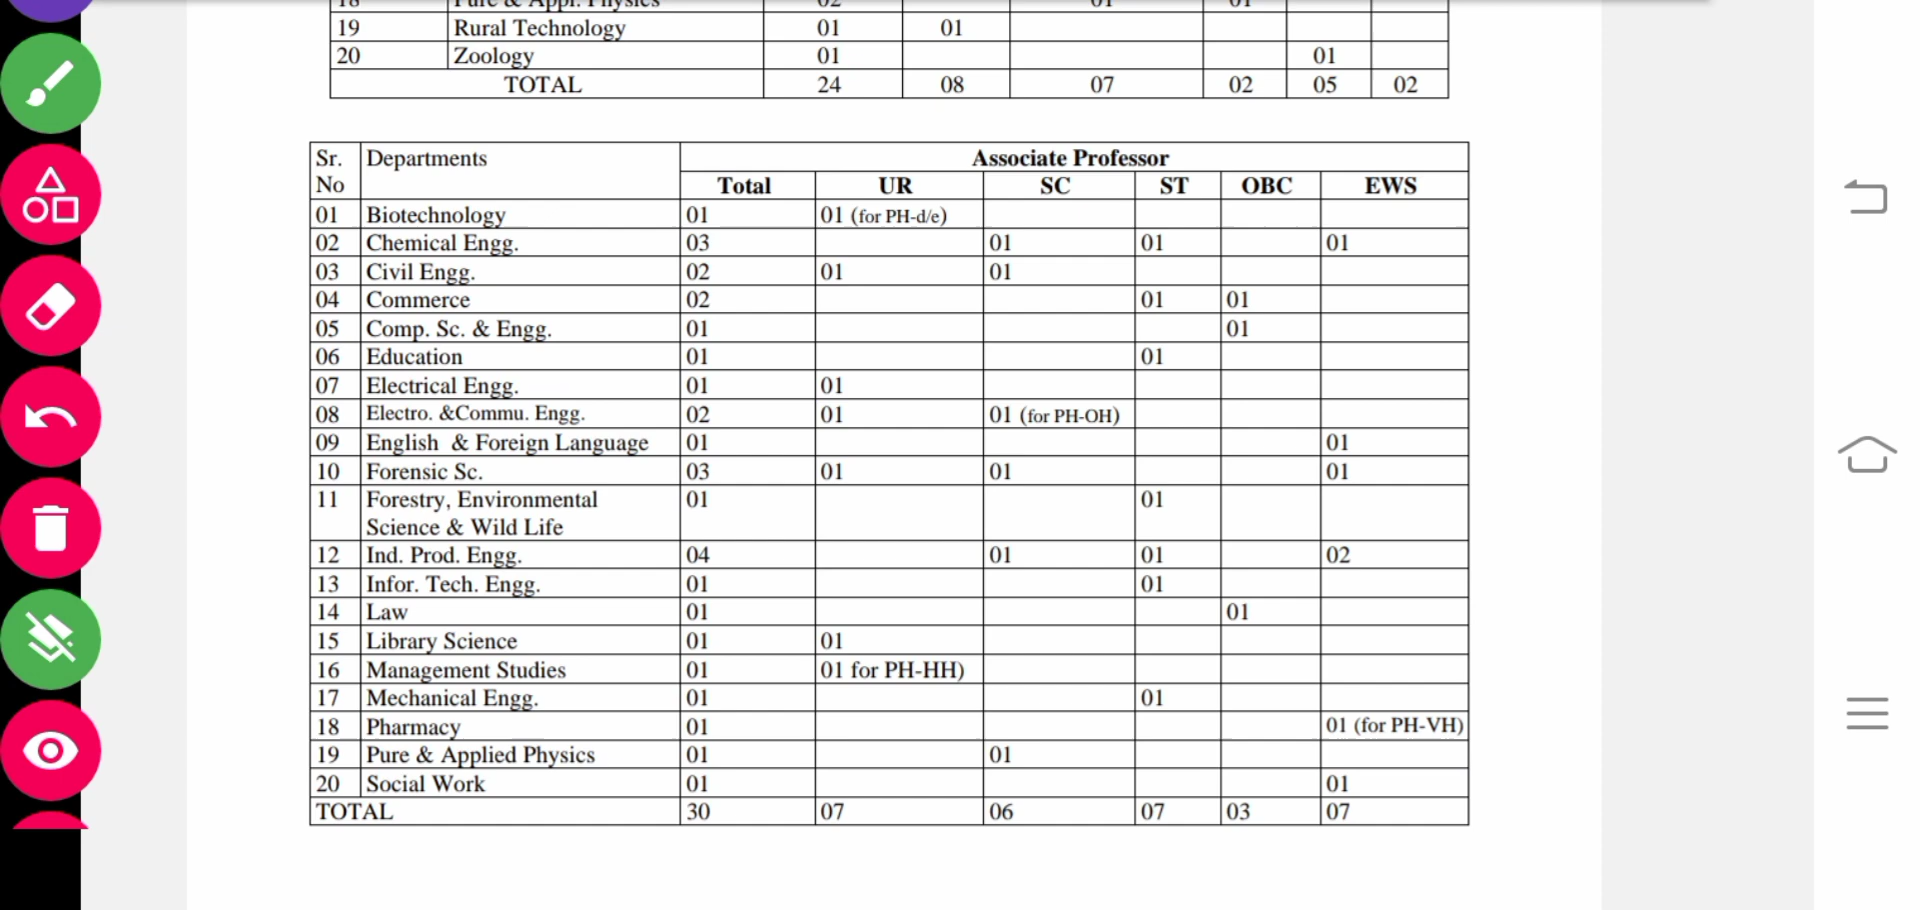 18 Pure & Appl. Physics 02 01 01
19 Rural Technology 01 01
20 Zoology 01 01
TOTAL 24 08 07 02 05 02
Sr. Departments Associate Professor
No Total UR SC ST OBC EWS
01 Biotechnology 01 01 (for PH-d/e)
02 Chemical Engg. 03 01 01 01
03 Civil Engg. 02 01 01
04 Commerce 02 01 01
05 Comp. Sc. & Engg. 01 01
06 Education 01 01
07 Electrical Engg. 01 01
08 Electro. &Commu. Engg. 02 01 01 (for PH-OH)
09 English & Foreign Language 01 01
10 Forensic Sc. 03 01 01 01
11 Forestry, Environmental 01 01
Science & Wild Life
12 Ind. Prod. Engg. 04 01 01 02
13 Infor. Tech. Engg. 01 01
14 Law 01 01
15 Library Science 01 01
16 Management Studies 01 01 for PH-HH)
17 Mechanical Engg. 01 01
18 Pharmacy 01 01 (for PH-VH)
19 Pure & Applied Physics 01 01
20 Social Work 01 01
TOTAL 30 07 06 07 03 07